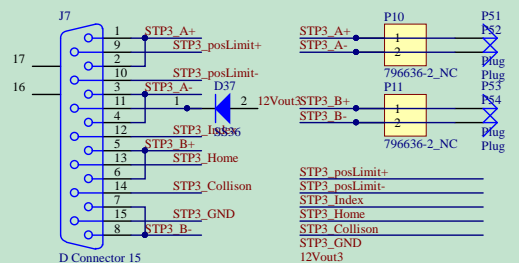 J7
1 STP3_A+
9 STP3_posLimit+
2
17
10 STP3_posLimit-
3 STP3_A-
16
11 1 D37 2 12Vout3
4 SS36
12 STP3_Index
5 STP3_B+
13 STP3_Home
6
14 STP3_Collison
7
15 STP3_GND
8 STP3_B-
D Connector 15
P10 P51
STP3_A+ 1 P52
STP3_A- 2 Plug
796636-2_NC Plug
P11 P53
STP3_B+ 1 P54
STP3_B- 2 Plug
796636-2_NC Plug
STP3_posLimit+
STP3_posLimit-
STP3_Index
STP3_Home
STP3_Collison
STP3_GND
12Vout3